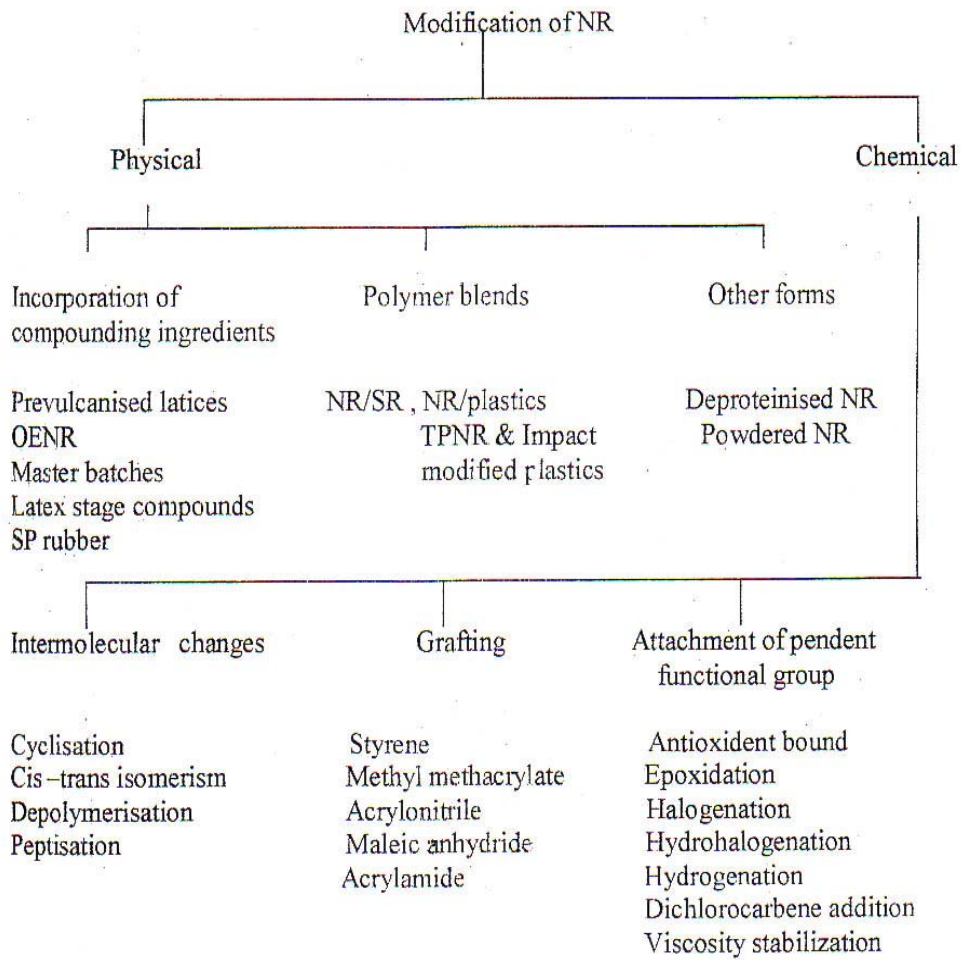 Modification of NR
Physical
Chemical
Incorporation of
compounding ingredients
Polymer blends
Other forms
Prevulcanised latices
OENR
Master batches
Latex stage compounds
SP rubber
NR/SR , NR/plastics
TPNR & Impact
modified plastics
Deproteinised NR
Powdered NR
Intermolecular changes
Grafting
Attachment of pendent
functional group
Cyclisation
Cis –trans isomerism
Depolymerisation
Peptisation
Styrene
Methyl methacrylate
Acrylonitrile
Maleic anhydride
Acrylamide
Antioxident bound
Epoxidation
Halogenation
Hydrohalogenation
Hydrogenation
Dichlorocarbene addition
Viscosity stabilization